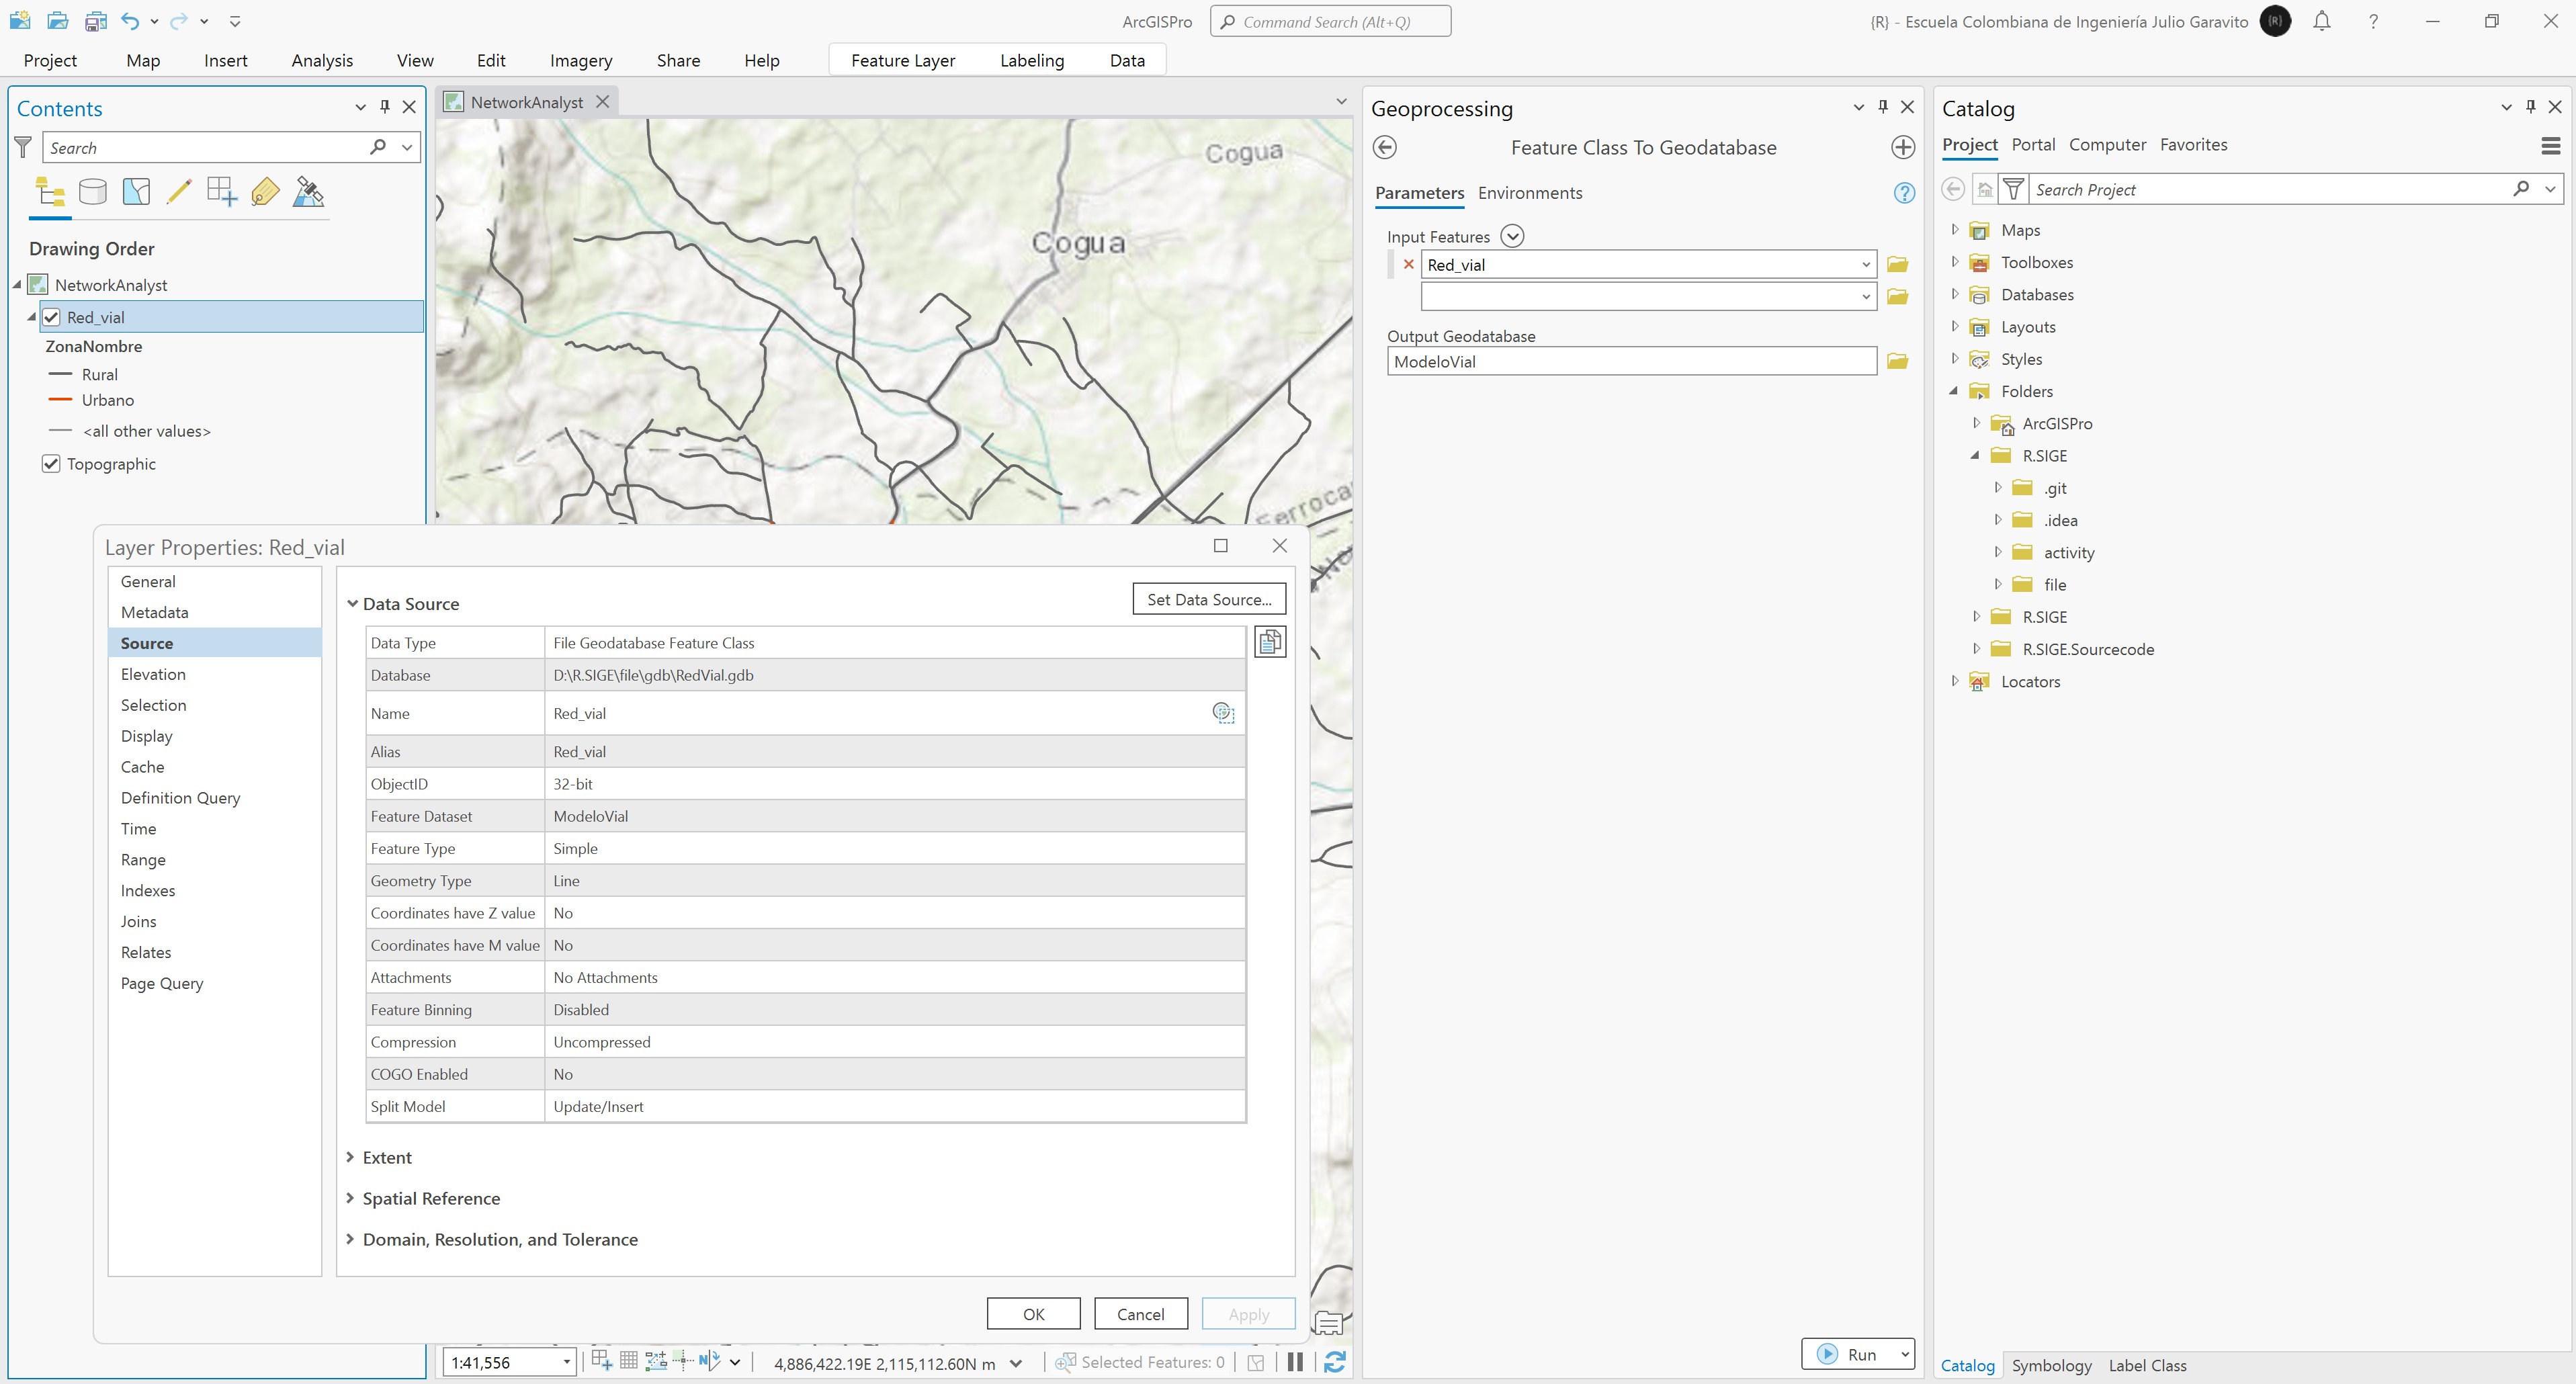 ArcGISPro
Command Search (Alt+Q)
{R} - Escuela Colombiana de Ingeniería Julio Garavito
{R}
?
Project Map Insert Analysis View Edit Imagery Share Help Feature Layer Labeling Data
Contents
Search
Drawing Order
NetworkAnalyst
Red_vial
ZonaNombre
Rural
Urbano
<all other values>
Topographic
NetworkAnalyst
Cogua
Cogua
Ferrocar
Layer Properties: Red_vial
General
Metadata
Source
Elevation
Selection
Display
Cache
Definition Query
Time
Range
Indexes
Joins
Relates
Page Query
Data Source
Set Data Source...
Data Type File Geodatabase Feature Class
Database D:\R.SIGE\file\gdb\RedVial.gdb
Name Red_vial
Alias Red_vial
ObjectID 32-bit
Feature Dataset ModeloVial
Feature Type Simple
Geometry Type Line
Coordinates have Z value No
Coordinates have M value No
Attachments No Attachments
Feature Binning Disabled
Compression Uncompressed
COGO Enabled No
Split Model Update/Insert
Extent
Spatial Reference
Domain, Resolution, and Tolerance
OK Cancel Apply
1:41,556
4,886,422.19E 2,115,112.60N m
Selected Features: 0
Geoprocessing
Feature Class To Geodatabase
Parameters Environments
?
Input Features
Red_vial
Output Geodatabase
ModeloVial
Run
Catalog
Project Portal Computer Favorites
Search Project
Maps
Toolboxes
Databases
Layouts
Styles
Folders
ArcGISPro
R.SIGE
.git
.idea
activity
file
R.SIGE
R.SIGE.Sourcecode
Locators
Catalog Symbology Label Class